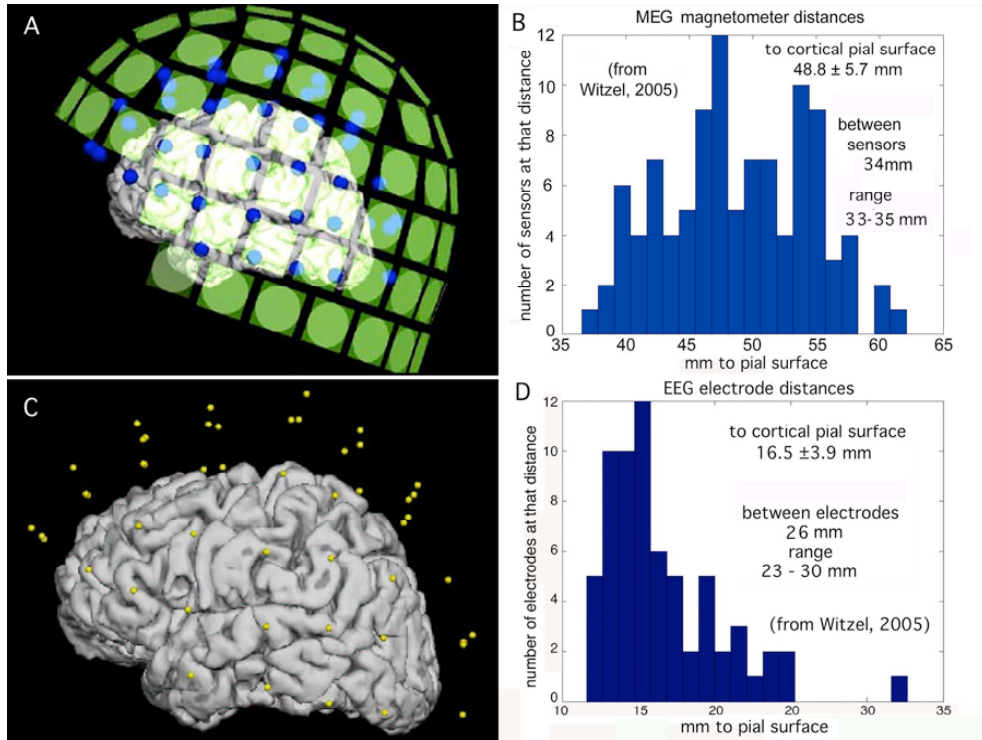 A
B
MEG magnetometer distances
number of sensors at that distance
12
10
8
6
4
2
0
(from
Witzel, 2005)
to cortical pial surface
48.8 ± 5.7 mm
between
sensors
34mm
range
33-35 mm
35 40 45 50 55 60 65
mm to pial surface
C
D
EEG electrode distances
number of electrodes at that distance
12
10
8
6
4
2
0
to cortical pial surface
16.5 ±3.9 mm
between electrodes
26 mm
range
23 - 30 mm
(from Witzel, 2005)
10 15 20 20 30 35
mm to pial surface